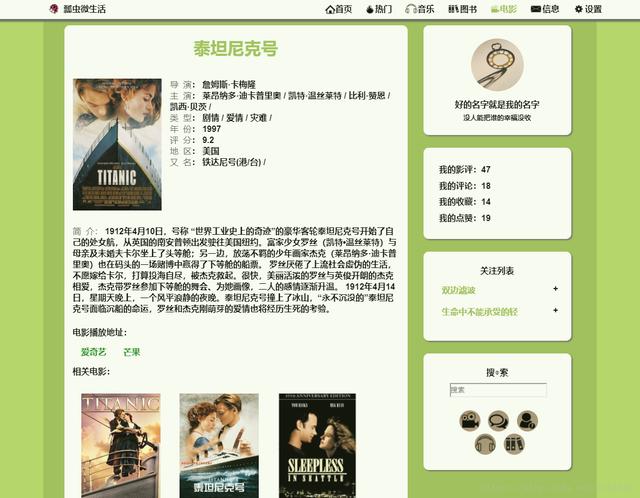 瓢虫微生活
首页 热门 音乐 图书 电影 信息 设置
泰坦尼克号
TITANIC
导 演： 詹姆斯·卡梅隆
主 演： 莱昂纳多·迪卡普里奥 / 凯特·温丝莱特 / 比利·赞恩 /
凯西·贝茨 /
类 型： 剧情 / 爱情 / 灾难 /
年 份： 1997
评 分： 9.2
地 区： 美国
又 名： 铁达尼号(港/台) /
简 介： 1912年4月10日，号称 “世界工业史上的奇迹”的豪华客轮泰坦尼克号开始了自
己的处女航，从英国的南安普顿出发驶往美国纽约。富家少女罗丝（凯特•温丝莱特）与
母亲及未婚夫卡尔坐上了头等舱；另一边，放荡不羁的少年画家杰克（莱昂纳多·迪卡普
里奥）也在码头的一场赌博中赢得了下等舱的船票。 罗丝厌倦了上流社会虚伪的生活，
不愿嫁给卡尔，打算投海自尽，被杰克救起。很快，美丽活泼的罗丝与英俊开朗的杰克
相爱，杰克带罗丝参加下等舱的舞会、为她画像，二人的感情逐渐升温。 1912年4月14
日，星期天晚上，一个风平浪静的夜晚。泰坦尼克号撞上了冰山，“永不沉没的”泰坦尼
克号面临沉船的命运，罗丝和杰克刚萌芽的爱情也将经历生死的考验。
电影播放地址：
爱奇艺 芒果
相关电影：
TITANIC
泰坦尼克号
TOM HANKS MEG RYAN
SLEEPLESS
IN SEATTLE
好的名字就是我的名字
没人能把谁的幸福没收
我的影评：47
我的评论：18
我的收藏：14
我的点赞：19
关注列表
双边滤波 +
生命中不能承受的轻 +
搜♀索
搜索